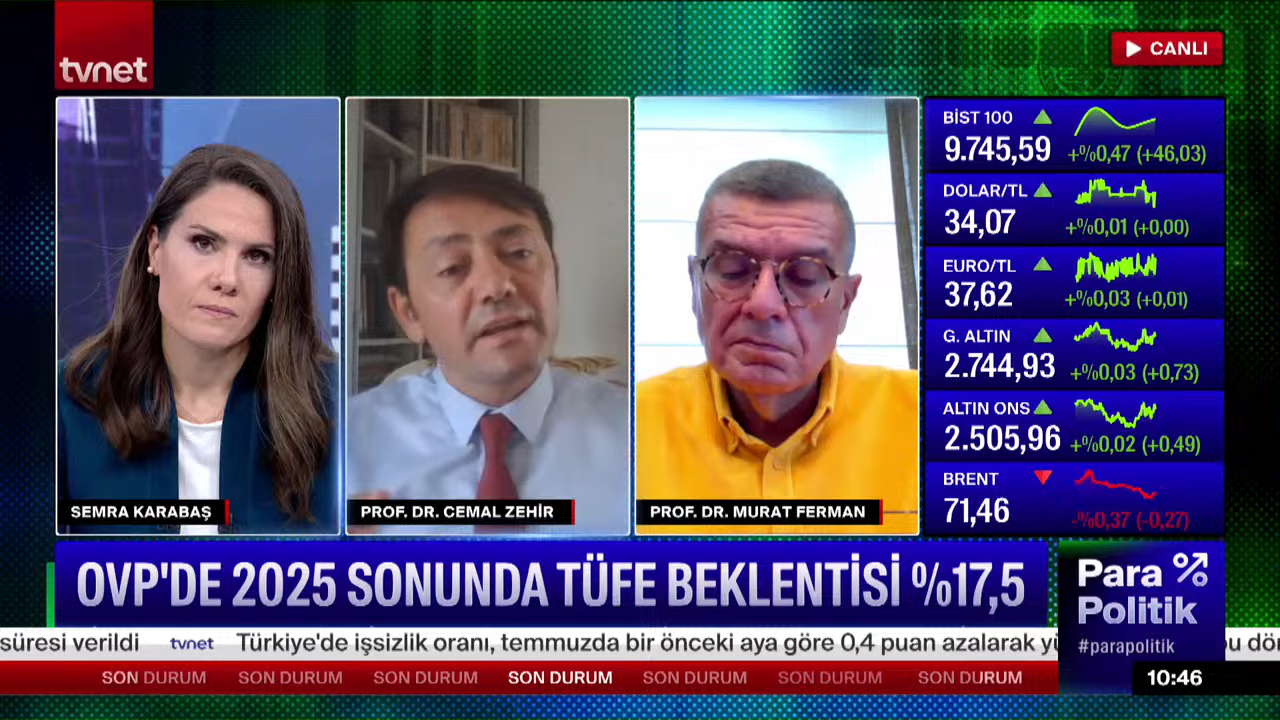 tvnet
CANLI
BİST 100
9.745,59
+%0,47 (+46,03)
DOLAR/TL
34,07
+%0,01 (+0,00)
EURO/TL
37,62
+%0,03 (+0,01)
G. ALTIN
2.744,93
+%0,03 (+0,73)
ALTIN ONS
2.505,96
+%0,02 (+0,49)
BRENT
71,46
-%0,37 (-0,27)
SEMRA KARABAŞ
PROF. DR. CEMAL ZEHİR
PROF. DR. MURAT FERMAN
OVP'DE 2025 SONUNDA TÜFE BEKLENTİSİ %17,5
Para %
Politik
#parapolitik
süresi verildi tvnet Türkiye'de işsizlik oranı, temmuzda bir önceki aya göre 0,4 puan azalarak
SON DURUM SON DURUM SON DURUM SON DURUM SON DURUM SON DURUM SON DURUM
10:46